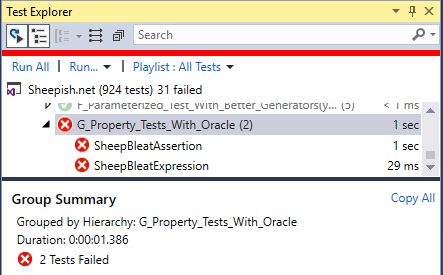 Test Explorer
Search
Run All | Run... | Playlist : All Tests
Sheepish.net (924 tests) 31 failed
F_Parameterized_Test_With_Better_Generators(y... (5) < 1 ms
G_Property_Tests_With_Oracle (2) 1 sec
SheepBleatAssertion 1 sec
SheepBleatExpression 29 ms
Group Summary
Copy All
Grouped by Hierarchy: G_Property_Tests_With_Oracle
Duration: 0:00:01.386
2 Tests Failed